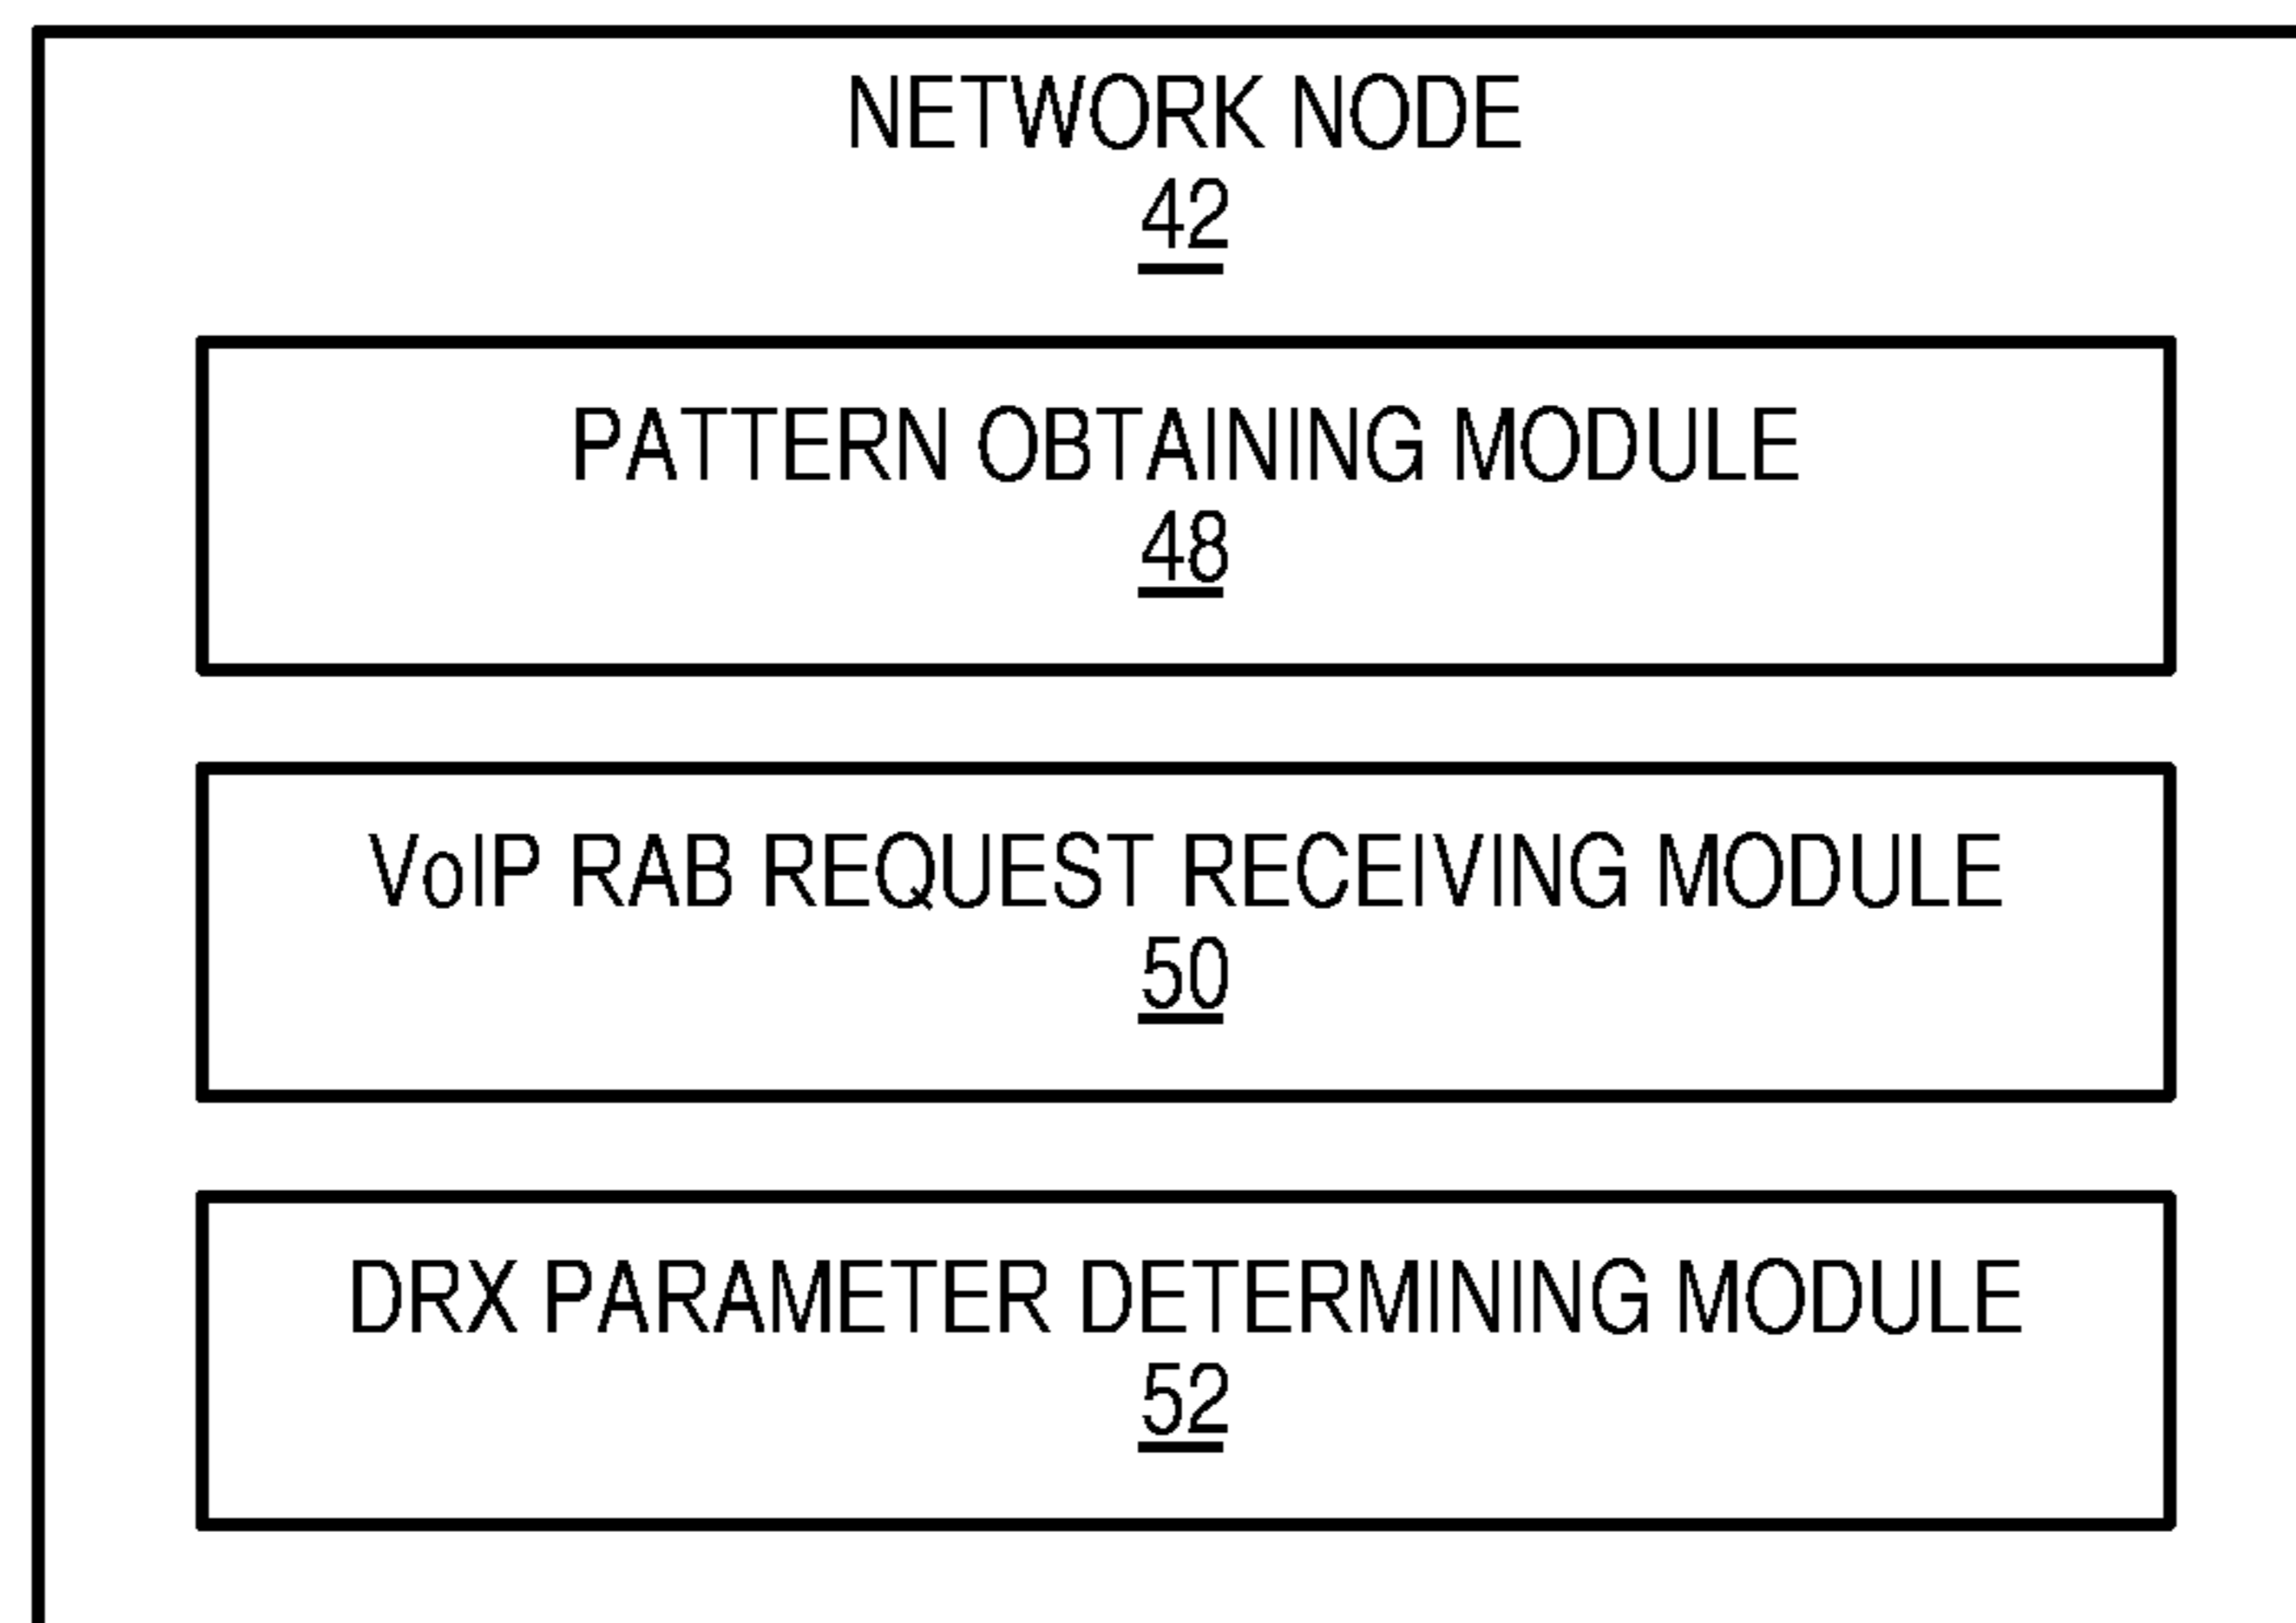 NETWORK NODE
42
PATTERN OBTAINING MODULE
48
VoIP RAB REQUEST RECEIVING MODULE
50
DRX PARAMETER DETERMINING MODULE
52